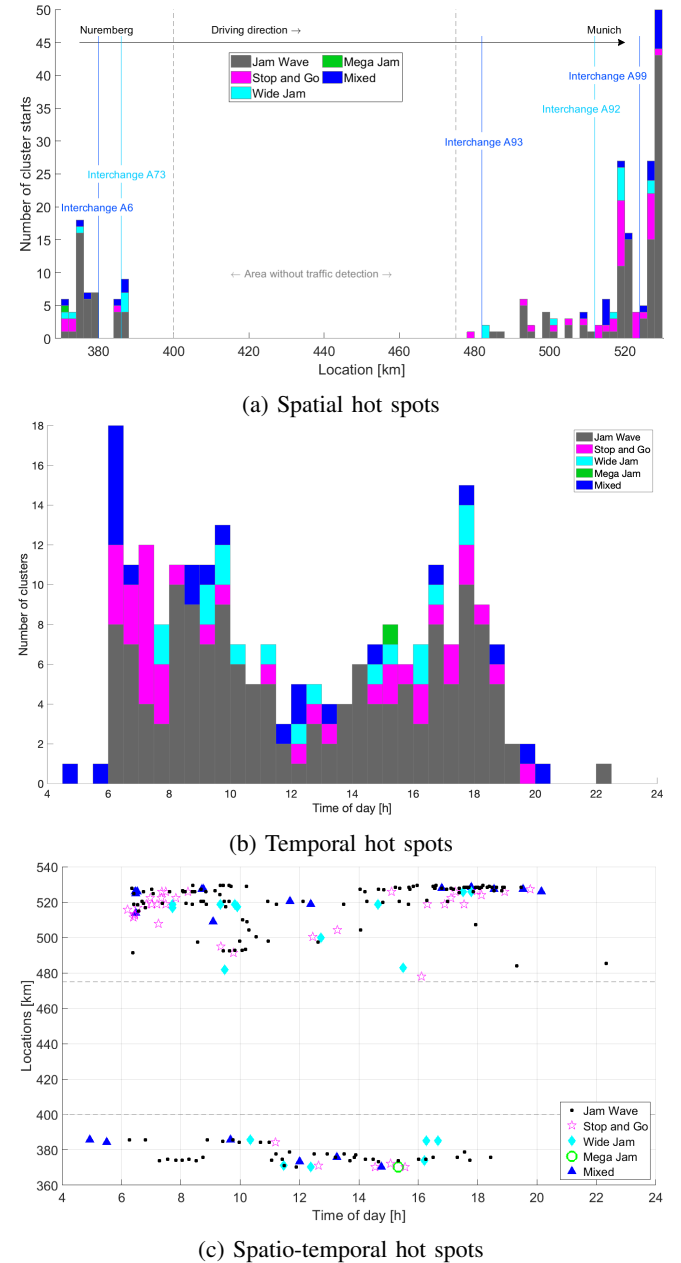 50
45
40
35
30
25
20
15
10
5
0
Number of cluster starts
Nuremberg
Driving direction →
Munich
Jam Wave
Mega Jam
Stop and Go
Mixed
Wide Jam
Interchange A99
Interchange A92
Interchange A93
Interchange A73
Interchange A6
← Area without traffic detection →
380 400 420 440 460 480 500 520
Location [km]
(a) Spatial hot spots
18
16
14
12
10
8
6
4
2
0
Number of clusters
Jam Wave
Stop and Go
Wide Jam
Mega Jam
Mixed
4 6 8 10 12 14 16 18 20 22 24
Time of day [h]
(b) Temporal hot spots
540
520
500
480
460
440
420
400
380
360
Locations [km]
Jam Wave
Stop and Go
Wide Jam
Mega Jam
Mixed
4 6 8 10 12 14 16 18 20 22 24
Time of day [h]
(c) Spatio-temporal hot spots